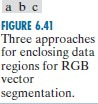 a b c
FIGURE 6.41
Three approaches
for enclosing data
regions for RGB
vector
segmentation.